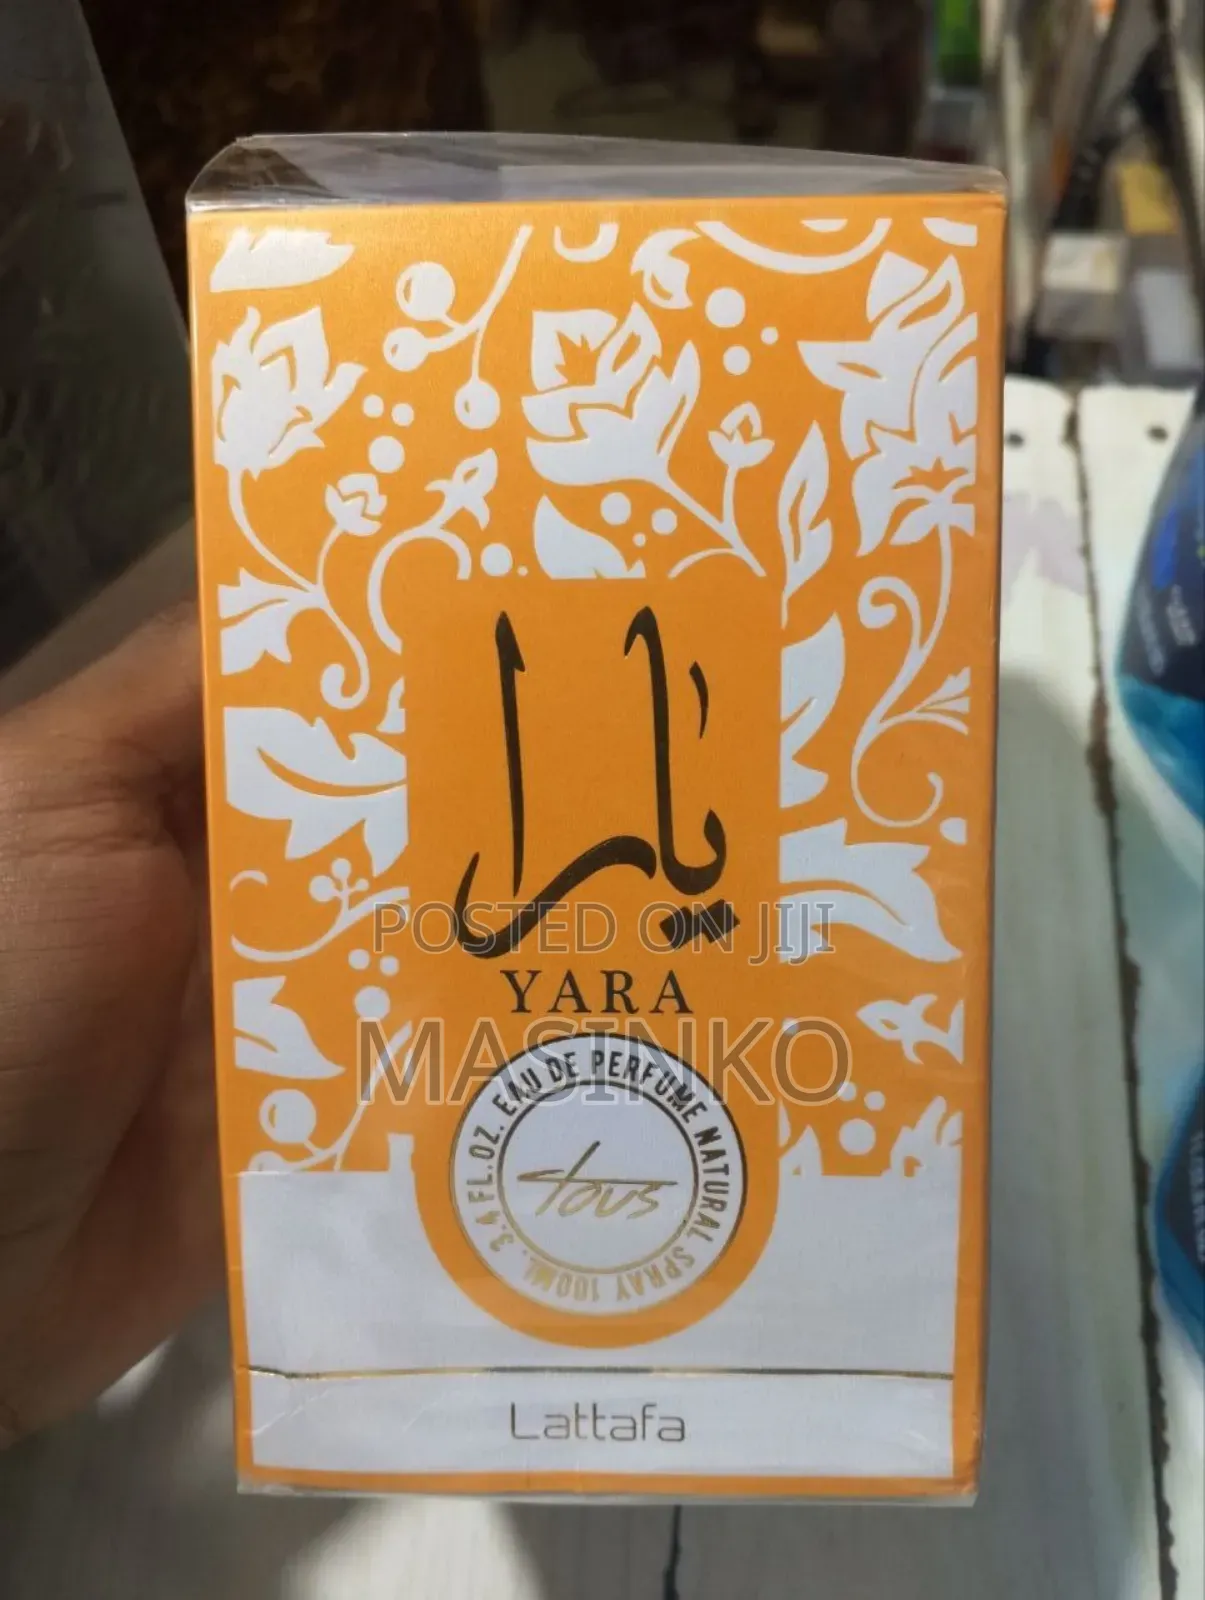 يارا
POSTED ON JIJI
YARA
MASINKO
3.4 FL.OZ. EAU DE PERFUME NATURAL SPRAY 100ML.
tous
Lattafa